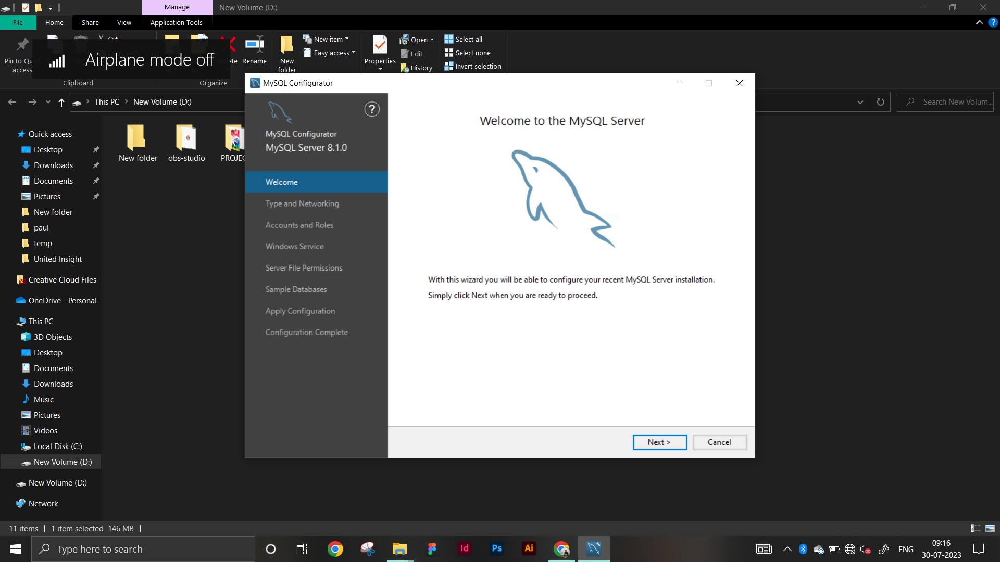 Manage
New Volume (D:)
File
Home
Share
View
Application Tools
Pin to Quick
access
Cut
Airplane mode off
Rename
New
folder
New item
Easy access
Properties
Open
Edit
History
Select all
Select none
Invert selection
Clipboard
Organize
This PC
New Volume (D:)
Search New Volum...
Quick access
Desktop
Downloads
Documents
Pictures
New folder
paul
temp
United Insight
Creative Cloud Files
OneDrive - Personal
This PC
3D Objects
Desktop
Documents
Downloads
Music
Pictures
Videos
Local Disk (C:)
New Volume (D:)
New Volume (D:)
Network
New folder
obs-studio
PROJEC
MySQL Configurator
MySQL Configurator
MySQL Server 8.1.0
Welcome
Type and Networking
Accounts and Roles
Windows Service
Server File Permissions
Sample Databases
Apply Configuration
Configuration Complete
Welcome to the MySQL Server
With this wizard you will be able to configure your recent MySQL Server installation.
Simply click Next when you are ready to proceed.
Next >
Cancel
11 items
1 item selected 146 MB
Type here to search
Id
Ps
Ai
ENG
09:16
30-07-2023